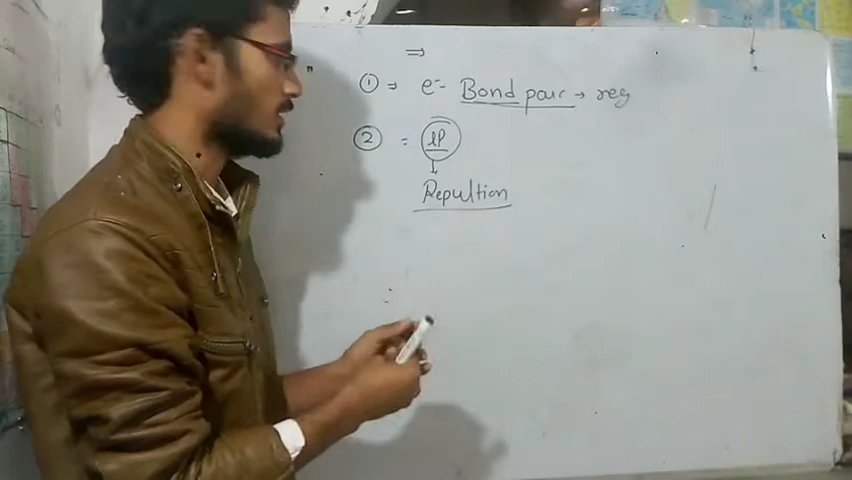 ⇒
① ⇒ e- Bond pair → reg
② = lP
Repultion